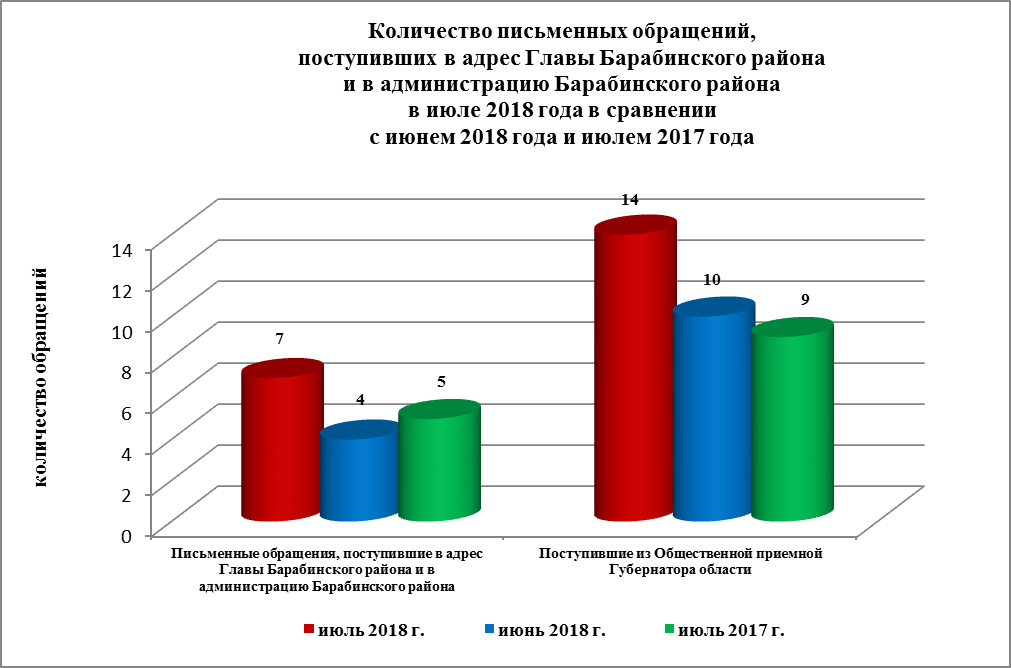 Количество письменных обращений,
поступивших в адрес Главы Барабинского района
и в администрацию Барабинского района
в июле 2018 года в сравнении
с июнем 2018 года и июлем 2017 года
количество обращений
14
12
10
8
6
4
2
0
7
4
5
14
10
9
Письменные обращения, поступившие в адрес
Главы Барабинского района и в
администрацию Барабинского района
Поступившие из Общественной приемной
Губернатора области
июль 2018 г.
июнь 2018 г.
июль 2017 г.